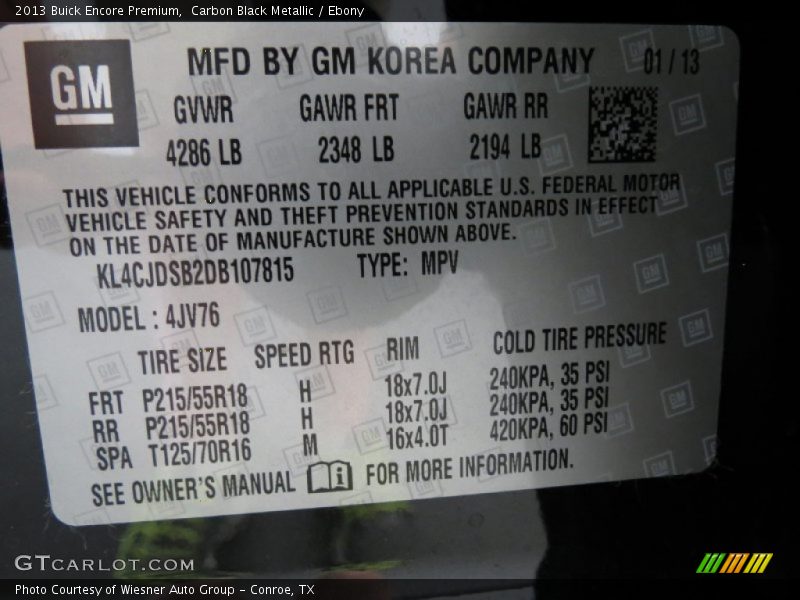 2013 Buick Encore Premium,  Carbon Black Metallic / Ebony
GM
MFD BY GM KOREA COMPANY 01 / 13
GVWR GAWR FRT GAWR RR
4286 LB 2348 LB 2194 LB
THIS VEHICLE CONFORMS TO ALL APPLICABLE U.S. FEDERAL MOTOR
VEHICLE SAFETY AND THEFT PREVENTION STANDARDS IN EFFECT
ON THE DATE OF MANUFACTURE SHOWN ABOVE.
KL4CJDSB2DB107815 TYPE: MPV
MODEL : 4JV76
TIRE SIZE SPEED RTG RIM COLD TIRE PRESSURE
FRT P215/55R18 H 18x7.0J 240KPA, 35 PSI
RR P215/55R18 H 18x7.0J 240KPA, 35 PSI
SPA T125/70R16 M 16x4.0T 420KPA, 60 PSI
SEE OWNER'S MANUAL FOR MORE INFORMATION.
GTCARLOT.COM
Photo Courtesy of Wiesner Auto Group - Conroe, TX